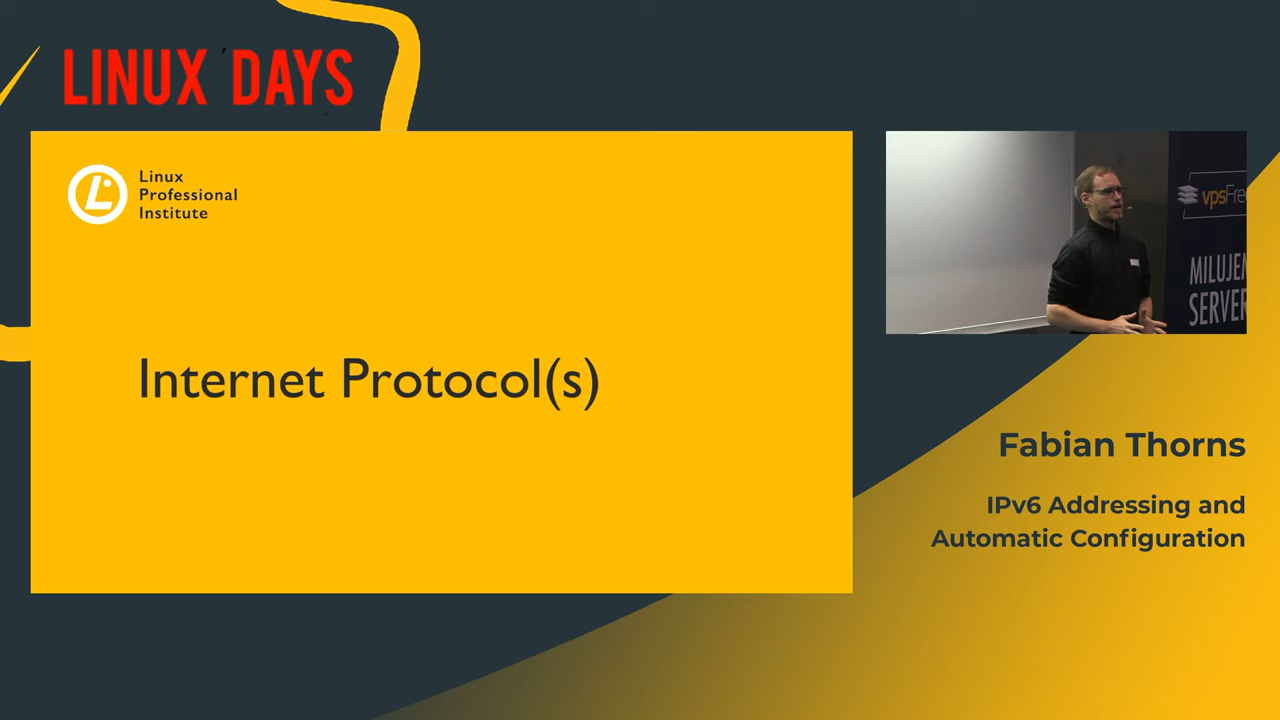 LINUX DAYS
Linux
Professional
Institute
Internet Protocol(s)
vpsFre
MILUJEM
SERVER
Fabian Thorns
IPv6 Addressing and
Automatic Configuration